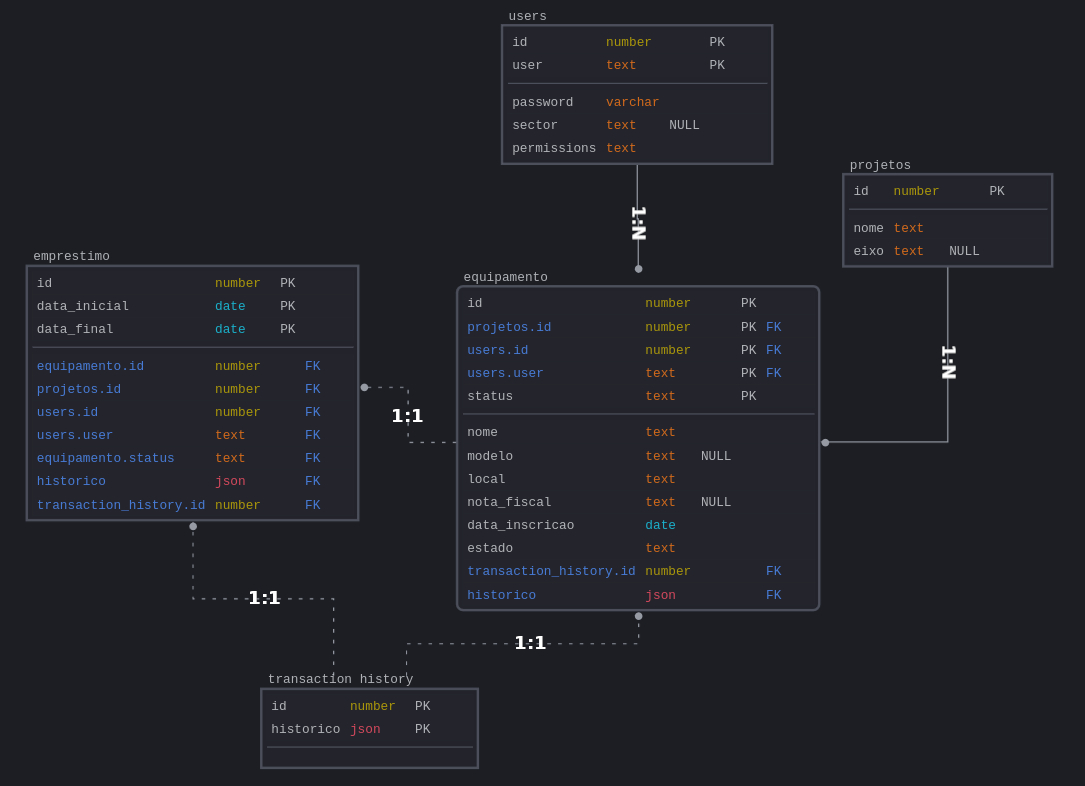 users
id number PK
user text PK
password varchar
sector text NULL
permissions text
1:N
projetos
id number PK
nome text
eixo text NULL
1:N
emprestimo
id number PK
data_inicial date PK
data_final date PK
equipamento.id number FK
projetos.id number FK
users.id number FK
users.user text FK
equipamento.status text FK
historico json FK
transaction_history.id number FK
1:1
equipamento
id number PK
projetos.id number PK FK
users.id number PK FK
users.user text PK FK
status text PK
nome text
modelo text NULL
local text
nota_fiscal text NULL
data_inscricao date
estado text
transaction_history.id number FK
historico json FK
1:1
1:1
transaction history
id number PK
historico json PK